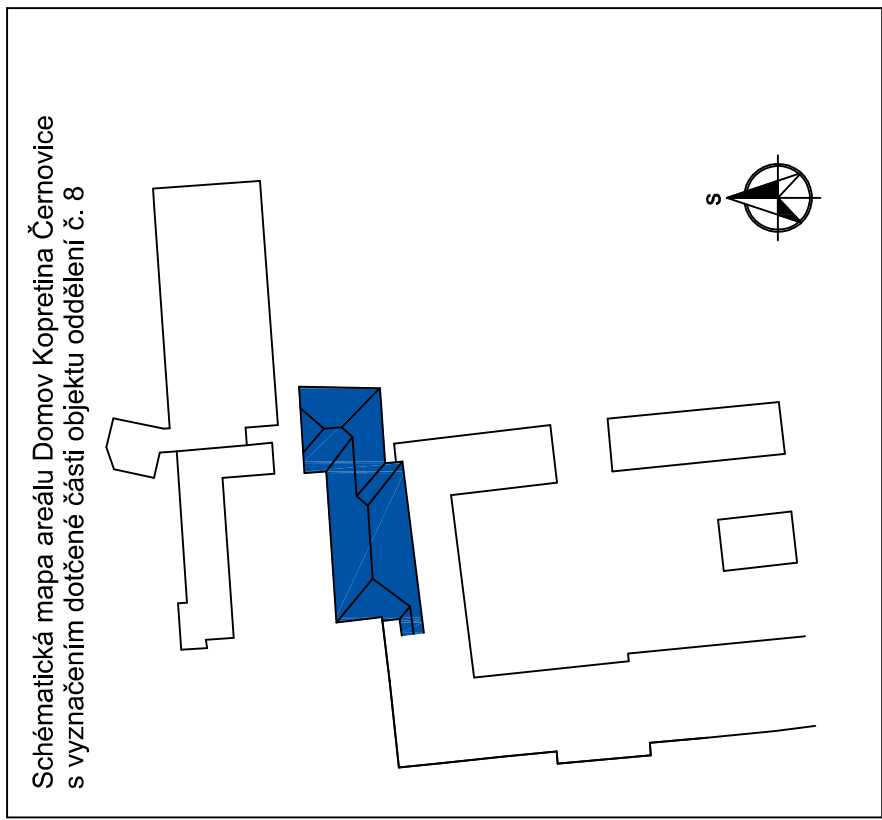 Schématická mapa areálu Domov Kopretina Černovice
s vyznačením dotčené části objektu oddělení č. 8
S